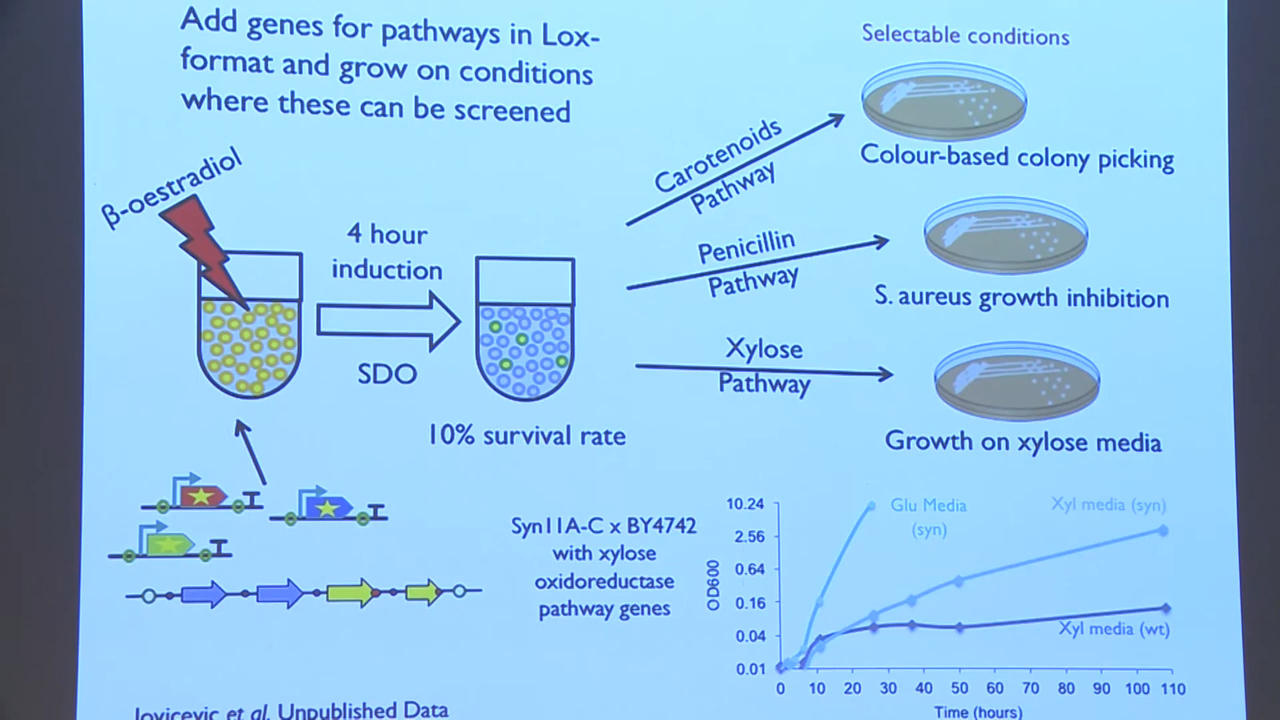 Add genes for pathways in Lox-
format and grow on conditions
where these can be screened
Selectable conditions
Colour-based colony picking
Carotenoids
Pathway
β-oestradiol
4 hour
induction
SDO
10% survival rate
Penicillin
Pathway
S. aureus growth inhibition
Xylose
Pathway
Growth on xylose media
Syn11A-C x BY4742
with xylose
oxidoreductase
pathway genes
OD600
10.24
2.56
0.64
0.16
0.04
0.01
Glu Media
(syn)
Xyl media (syn)
Xyl media (wt)
0 10 20 30 40 50 60 70 80 90 100 110
Time (hours)
Jovicevic et al. Unpublished Data